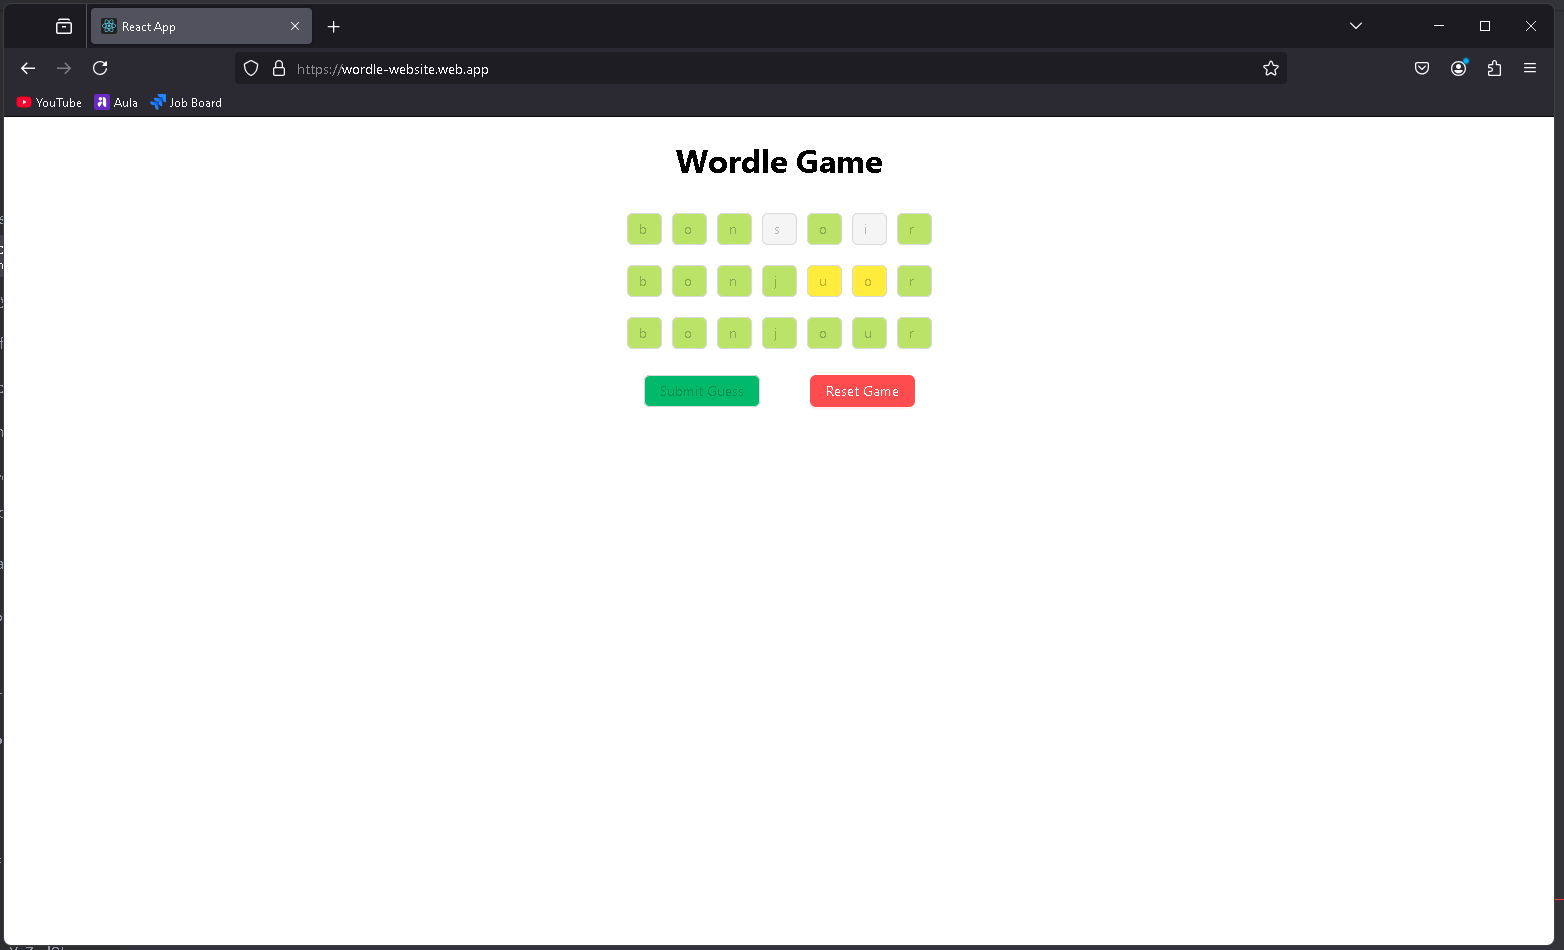 React App
https://wordle-website.web.app
YouTube Aula Job Board
Wordle Game
b o n s o i r
b o n j u o r
b o n j o u r
Submit Guess Reset Game